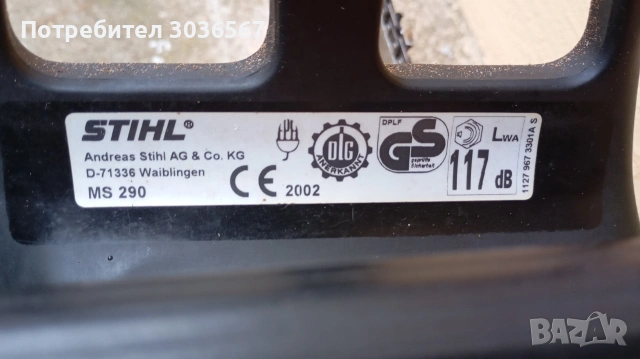 Потребител 3036567
STIHL®
Andreas Stihl AG & Co. KG
D-71336 Waiblingen
MS 290
CE 2002
DLG
ANERKANNT
DPLF
GS
geprüfte
Sicherheit
LWA
117 dB
1127 967 3301A S
BAZAR